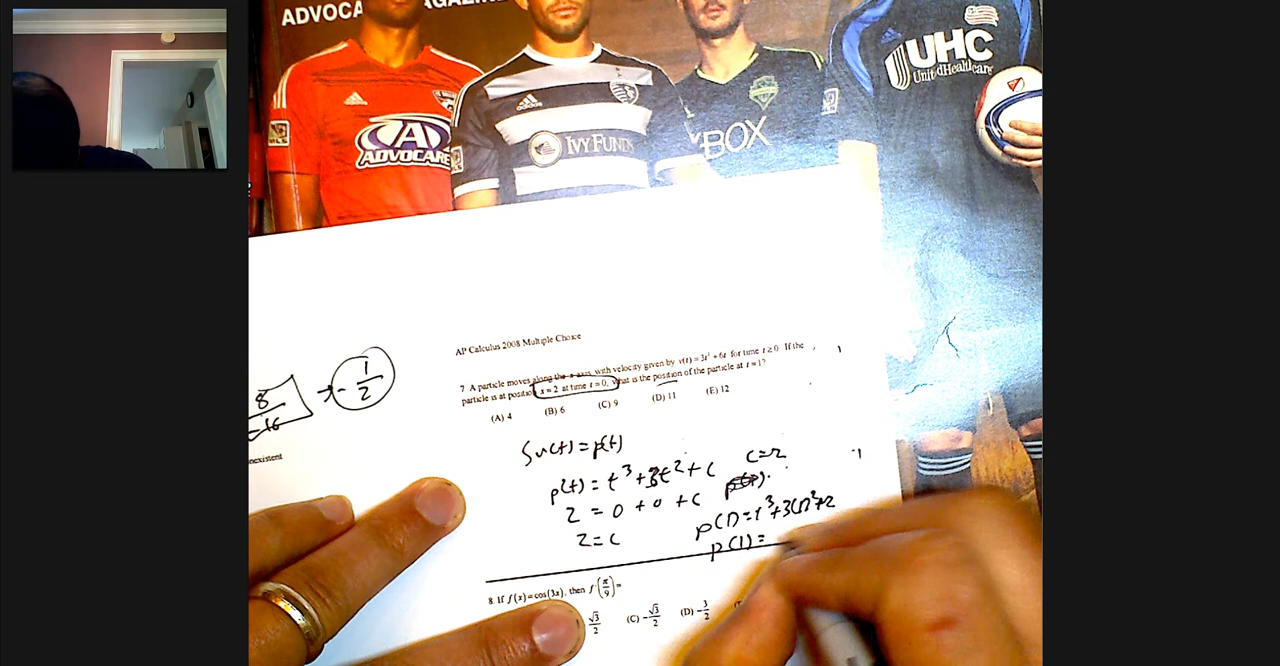 ADVOCA
UHC
UnitedHealthcare
ADVOCARE
adidas
IVY FUNDS
XBOX
AP Calculus 2008 Multiple Choice
7. A particle moves along the x-axis with velocity given by v(t) = 3t² + 6t for time t ≥ 0. If the
particle is at position x = 2 at time t = 0, what is the position of the particle at t = 1?
(A) 4 (B) 6 (C) 9 (D) 11 (E) 12
8 / -16 → -1/2
onexistent
∫v(t) = p(t)
p(t) = t³ + 3t² + C
C = 2
2 = 0 + 0 + C
2 = C
p(1) = 1³ + 3(1)² + 2
p(1) =
8. If f(x) = cos(3x), then f'(π/9) =
√3/2 (C) -√3/2 (D) -3/2